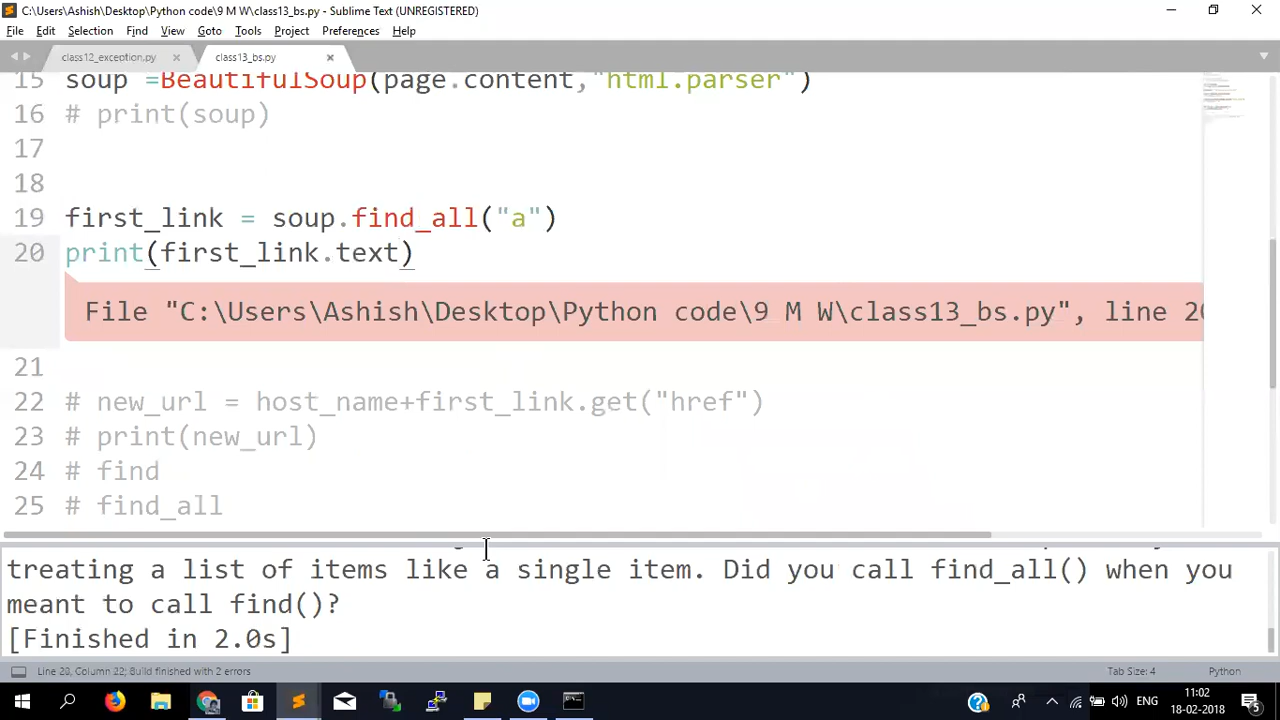 C:\Users\Ashish\Desktop\Python code\9 M W\class13_bs.py - Sublime Text (UNREGISTERED)
File Edit Selection Find View Goto Tools Project Preferences Help
class12_exception.py class13_bs.py
15 soup =BeautifulSoup(page.content,"html.parser")
16 # print(soup)
17
18
19 first_link = soup.find_all("a")
20 print(first_link.text)
File "C:\Users\Ashish\Desktop\Python code\9 M W\class13_bs.py", line 20
21
22 # new_url = host_name+first_link.get("href")
23 # print(new_url)
24 # find
25 # find_all
treating a list of items like a single item. Did you call find_all() when you
meant to call find()?
[Finished in 2.0s]
Line 20, Column 22; Build finished with 2 errors Tab Size: 4 Python
ENG 11:02
18-02-2018 5